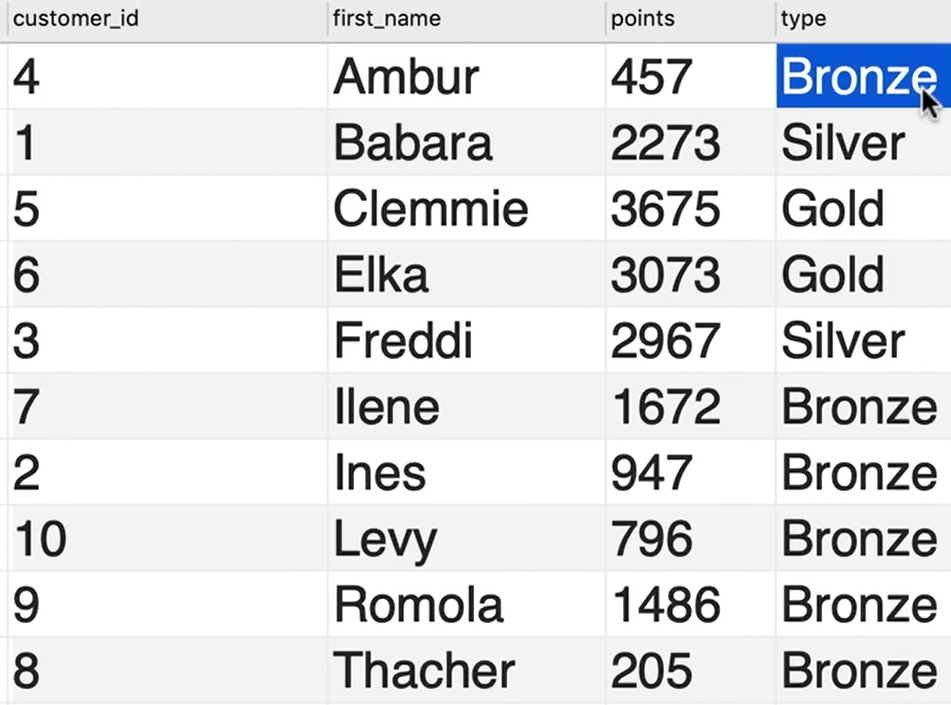 customer_id first_name points type
4 Ambur 457 Bronze
1 Babara 2273 Silver
5 Clemmie 3675 Gold
6 Elka 3073 Gold
3 Freddi 2967 Silver
7 Ilene 1672 Bronze
2 Ines 947 Bronze
10 Levy 796 Bronze
9 Romola 1486 Bronze
8 Thacher 205 Bronze